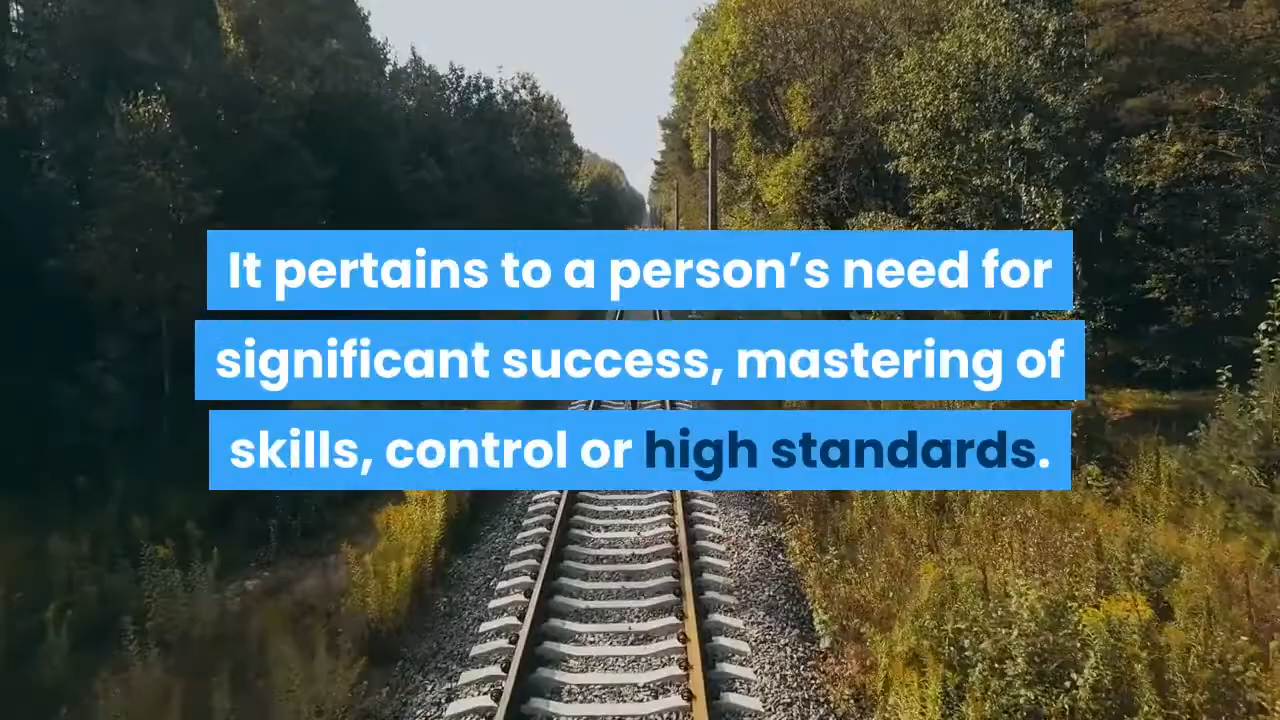 It pertains to a person’s need for
significant success, mastering of
skills, control or high standards.